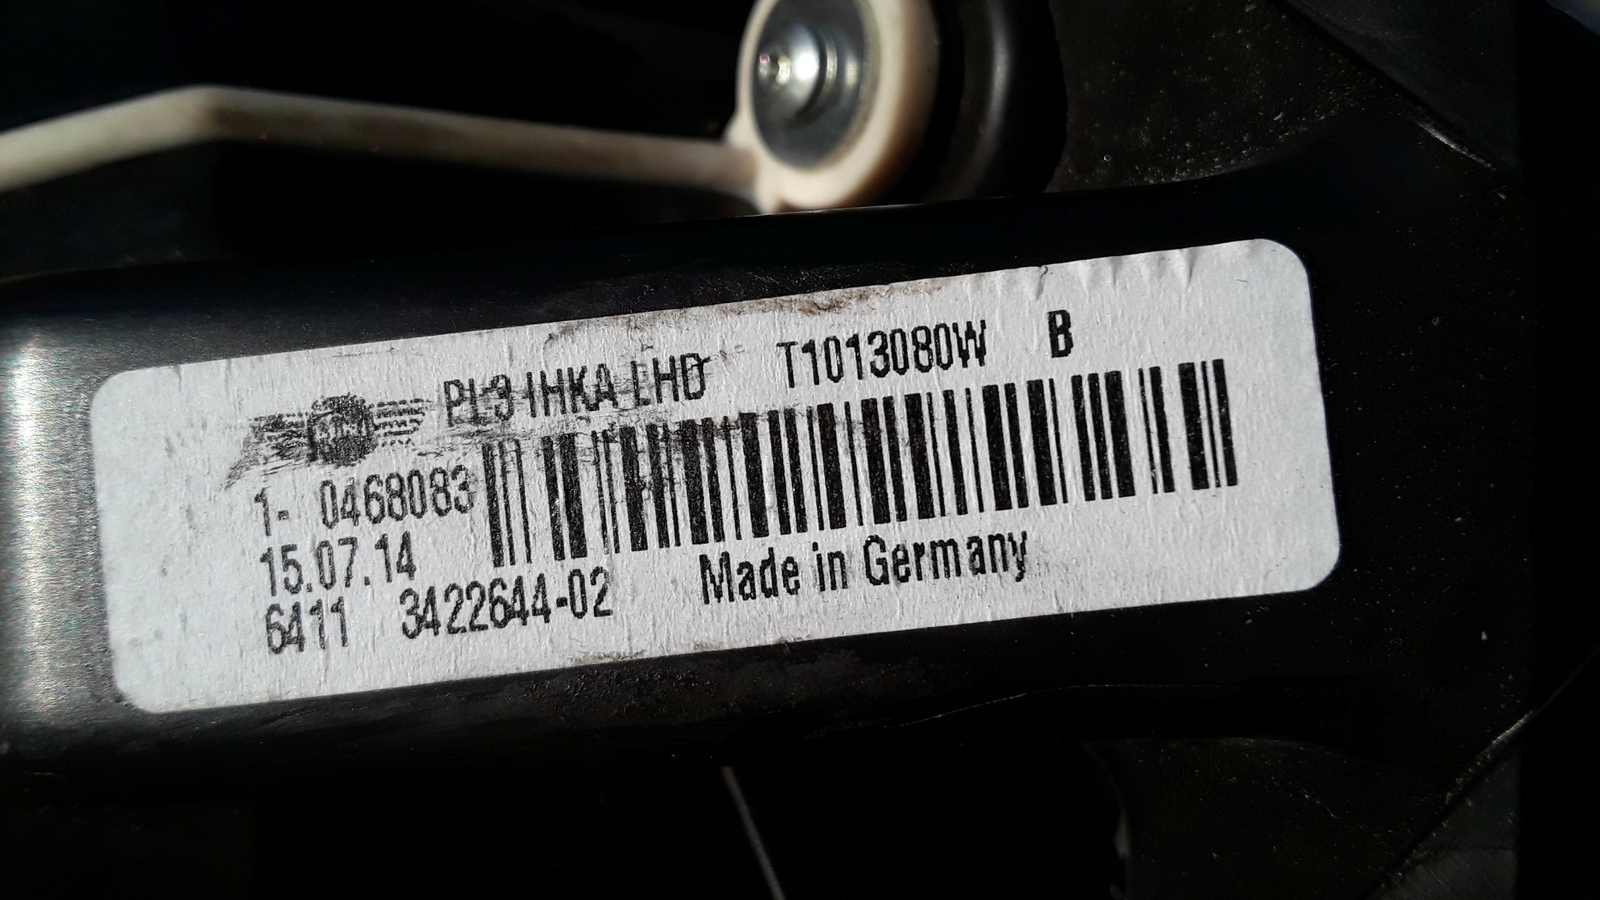 PL3 IHKA LHD T1013080W B
1- 0468083
15.07.14
6411 3422644-02 Made in Germany